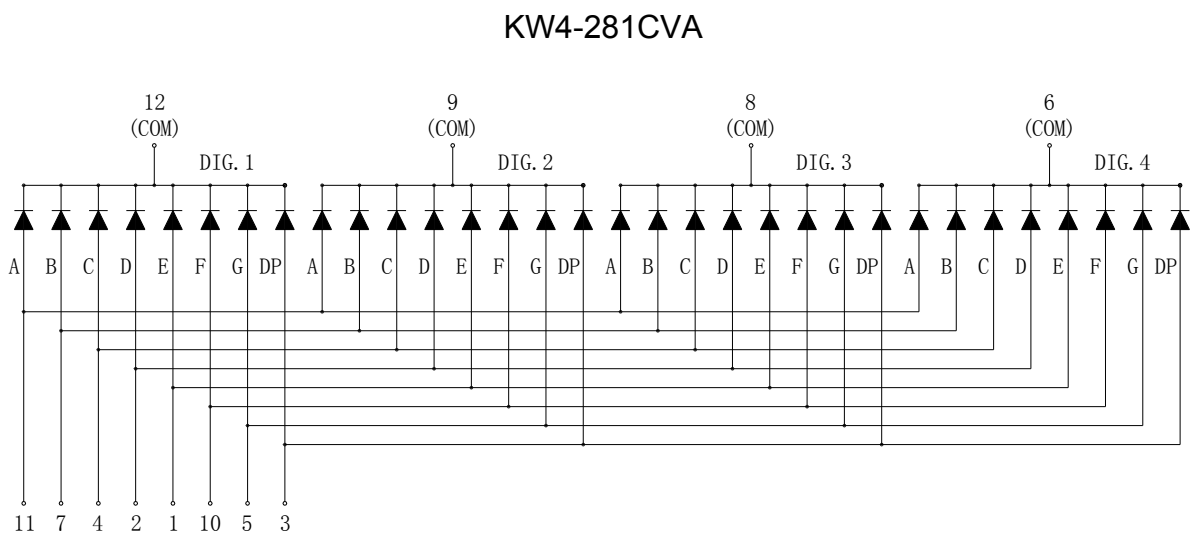 KW4-281CVA
12 9 8 6
(COM) (COM) (COM) (COM)
DIG.1 DIG.2 DIG.3 DIG.4
A B C D E F G DP A B C D E F G DP A B C D E F G DP A B C D E F G DP
11 7 4 2 1 10 5 3